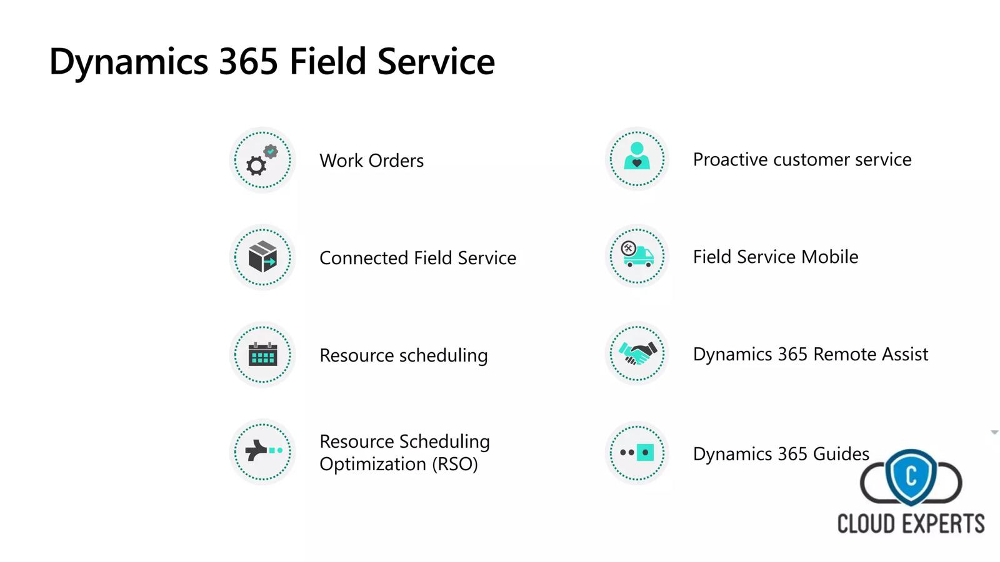 Dynamics 365 Field Service
Work Orders
Connected Field Service
Resource scheduling
Resource Scheduling
Optimization (RSO)
Proactive customer service
Field Service Mobile
Dynamics 365 Remote Assist
Dynamics 365 Guides
C
CLOUD EXPERTS